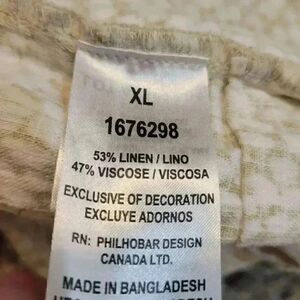 XL
1676298
53% LINEN / LINO
47% VISCOSE / VISCOSA
EXCLUSIVE OF DECORATION
EXCLUYE ADORNOS
RN: PHILHOBAR DESIGN
CANADA LTD.
MADE IN BANGLADESH